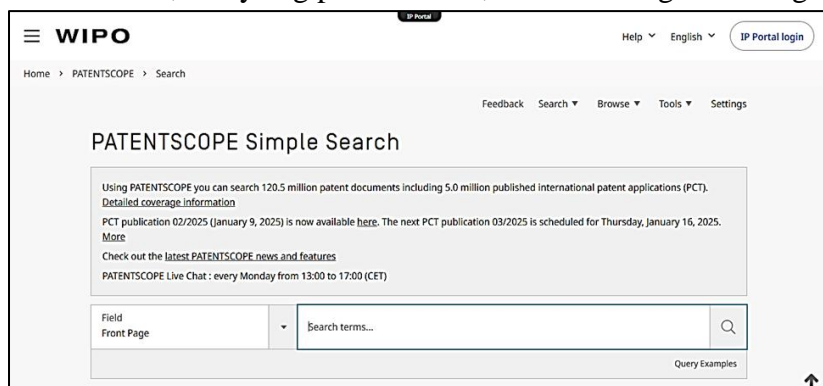 IP Portal
WIPO
Help English IP Portal login
Home > PATENTSCOPE > Search
Feedback Search Browse Tools Settings
PATENTSCOPE Simple Search
Using PATENTSCOPE you can search 120.5 million patent documents including 5.0 million published international patent applications (PCT).
Detailed coverage information
PCT publication 02/2025 (January 9, 2025) is now available here. The next PCT publication 03/2025 is scheduled for Thursday, January 16, 2025.
More
Check out the latest PATENTSCOPE news and features
PATENTSCOPE Live Chat : every Monday from 13:00 to 17:00 (CET)
Field
Front Page
Search terms...
Query Examples